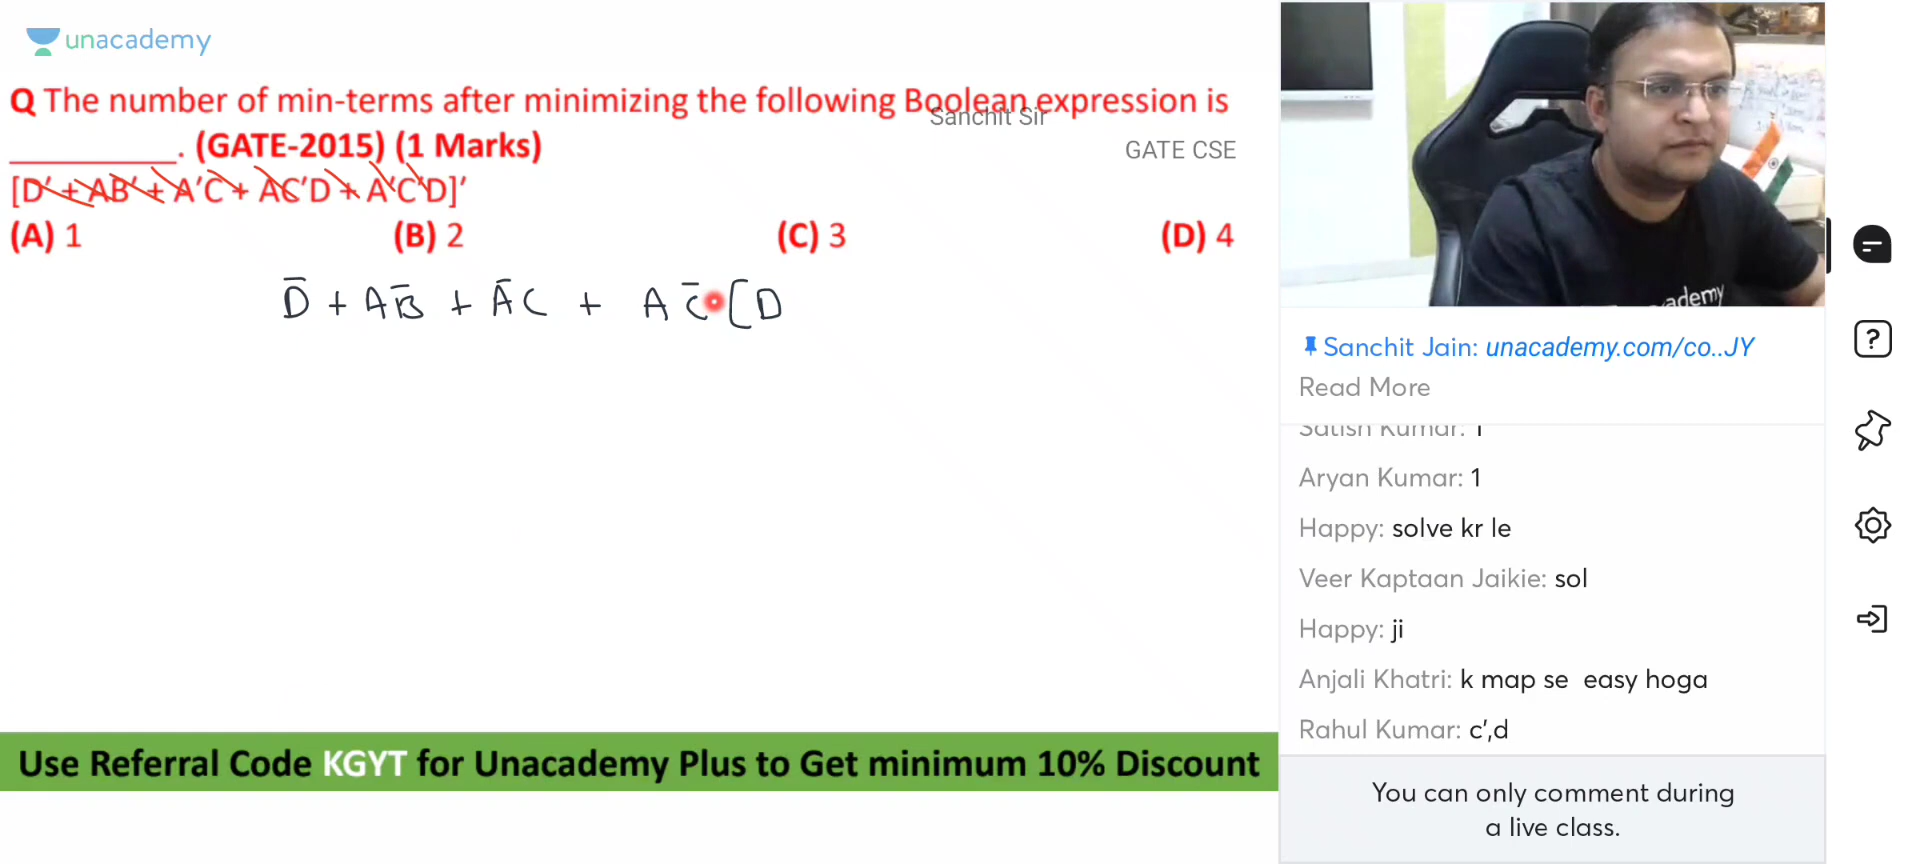 unacademy
Q The number of min-terms after minimizing the following Boolean expression is
Sanchit Sir
__________. (GATE-2015) (1 Marks)
GATE CSE
[D′ + AB′ + A′C + AC′D + A′C′D]′
(A) 1 (B) 2 (C) 3 (D) 4
D̅ + AB̅ + A̅C + AC̅ [D
Use Referral Code KGYT for Unacademy Plus to Get minimum 10% Discount
ademy
Sanchit Jain: unacademy.com/co..JY
Read More
Satish Kumar: 1
Aryan Kumar: 1
Happy: solve kr le
Veer Kaptaan Jaikie: sol
Happy: ji
Anjali Khatri: k map se easy hoga
Rahul Kumar: c',d
You can only comment during
a live class.
?